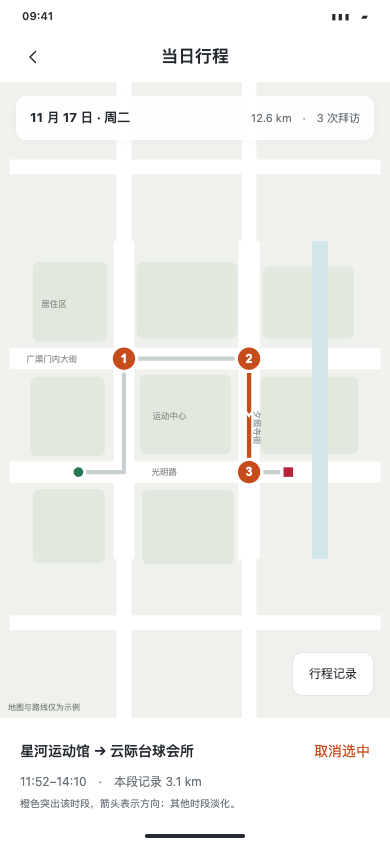 09:41
当日行程
11 月 17 日 · 周二
12.6 km · 3 次拜访
居住区
广渠门内大街
1
2
运动中心
夕照寺街
光明路
3
行程记录
地图与路线仅为示例
星河运动馆 → 云际台球会所
取消选中
11:52–14:10 · 本段记录 3.1 km
橙色突出该时段，箭头表示方向；其他时段淡化。